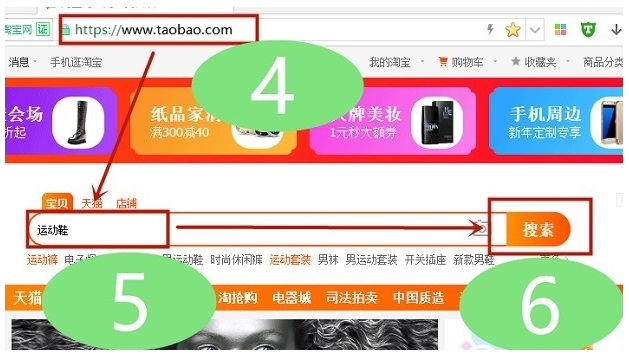 淘宝网 证 https://www.taobao.com
消息 手机逛淘宝 我的淘宝 购物车 收藏夹 商品分类
4
会场
折起
纸品家清
满300减40
大牌美妆
1元秒大额券
手机周边
新年定制专享
宝贝 天猫 店铺
运动鞋 搜索
运动裤 运动鞋 时尚休闲裤 运动套装 男袜 男运动套装 开关插座 新款男鞋
5
6
天猫 淘抢购 电器城 司法拍卖 中国质造